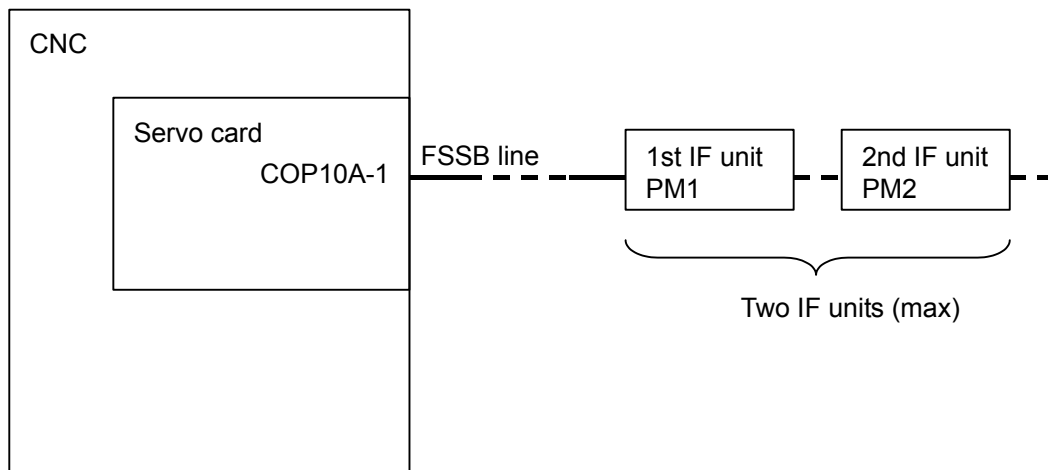 CNC
Servo card
COP10A-1
FSSB line
1st IF unit
PM1
2nd IF unit
PM2
Two IF units (max)